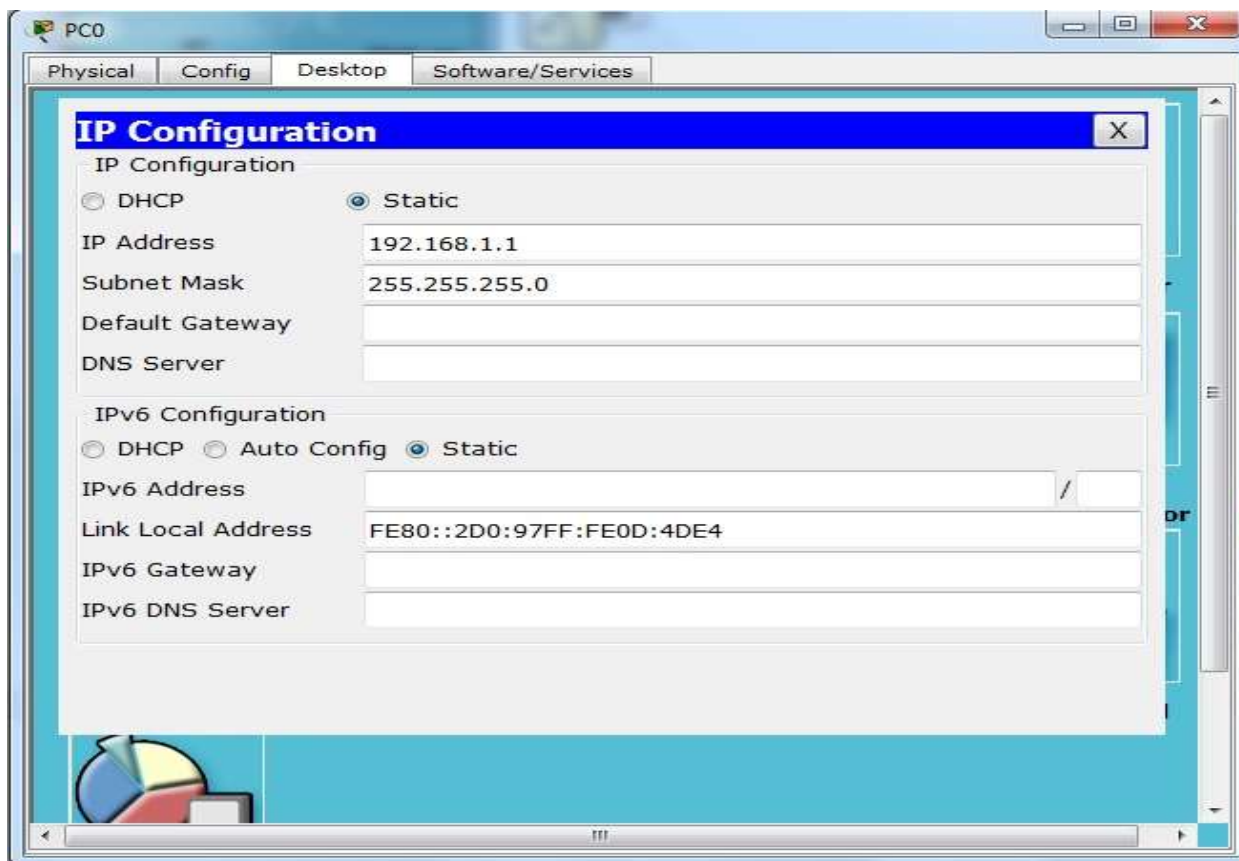 PC0
Physical Config Desktop Software/Services
IP Configuration X
IP Configuration
DHCP Static
IP Address 192.168.1.1
Subnet Mask 255.255.255.0
Default Gateway
DNS Server
IPv6 Configuration
DHCP Auto Config Static
IPv6 Address /
Link Local Address FE80::2D0:97FF:FE0D:4DE4
IPv6 Gateway
IPv6 DNS Server
or